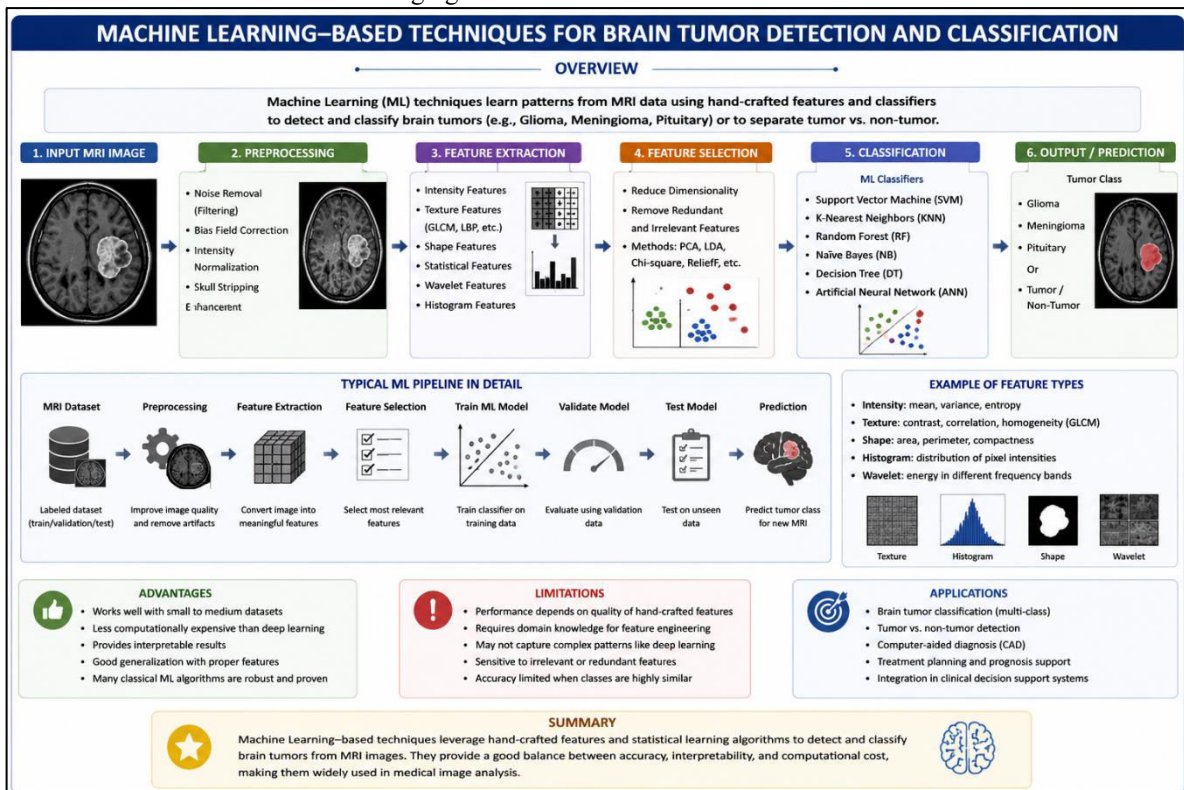 MACHINE LEARNING–BASED TECHNIQUES FOR BRAIN TUMOR DETECTION AND CLASSIFICATION
OVERVIEW
Machine Learning (ML) techniques learn patterns from MRI data using hand-crafted features and classifiers
to detect and classify brain tumors (e.g., Glioma, Meningioma, Pituitary) or to separate tumor vs. non-tumor.
1. INPUT MRI IMAGE
2. PREPROCESSING
• Noise Removal
(Filtering)
• Bias Field Correction
• Intensity
Normalization
• Skull Stripping
3. FEATURE EXTRACTION
• Intensity Features
• Texture Features
(GLCM, LBP, etc.)
• Shape Features
• Statistical Features
• Wavelet Features
• Histogram Features
4. FEATURE SELECTION
• Reduce Dimensionality
• Remove Redundant
and Irrelevant Features
• Methods: PCA, LDA,
Chi-square, ReliefF, etc.
5. CLASSIFICATION
ML Classifiers
• Support Vector Machine (SVM)
• K-Nearest Neighbors (KNN)
• Random Forest (RF)
• Naïve Bayes (NB)
• Decision Tree (DT)
• Artificial Neural Network (ANN)
6. OUTPUT / PREDICTION
Tumor Class
• Glioma
• Meningioma
• Pituitary
Or
• Tumor /
Non-Tumor
TYPICAL ML PIPELINE IN DETAIL
MRI Dataset
Labeled dataset
(train/validation/test)
Preprocessing
Improve image quality
and remove artifacts
Feature Extraction
Convert image into
meaningful features
Feature Selection
Select most relevant
features
Train ML Model
Train classifier on
training data
Validate Model
Evaluate using validation
data
Test Model
Test on unseen
data
Prediction
Predict tumor class
for new MRI
EXAMPLE OF FEATURE TYPES
• Intensity: mean, variance, entropy
• Texture: contrast, correlation, homogeneity (GLCM)
• Shape: area, perimeter, compactness
• Histogram: distribution of pixel intensities
• Wavelet: energy in different frequency bands
Texture
Histogram
Shape
Wavelet
ADVANTAGES
• Works well with small to medium datasets
• Less computationally expensive than deep learning
• Provides interpretable results
• Good generalization with proper features
• Many classical ML algorithms are robust and proven
LIMITATIONS
• Performance depends on quality of hand-crafted features
• Requires domain knowledge for feature engineering
• May not capture complex patterns like deep learning
• Sensitive to irrelevant or redundant features
• Accuracy limited when classes are highly similar
APPLICATIONS
• Brain tumor classification (multi-class)
• Tumor vs. non-tumor detection
• Computer-aided diagnosis (CAD)
• Treatment planning and prognosis support
• Integration in clinical decision support systems
SUMMARY
Machine Learning–based techniques leverage hand-crafted features and statistical learning algorithms to detect and classify
brain tumors from MRI images. They provide a good balance between accuracy, interpretability, and computational cost,
making them widely used in medical image analysis.